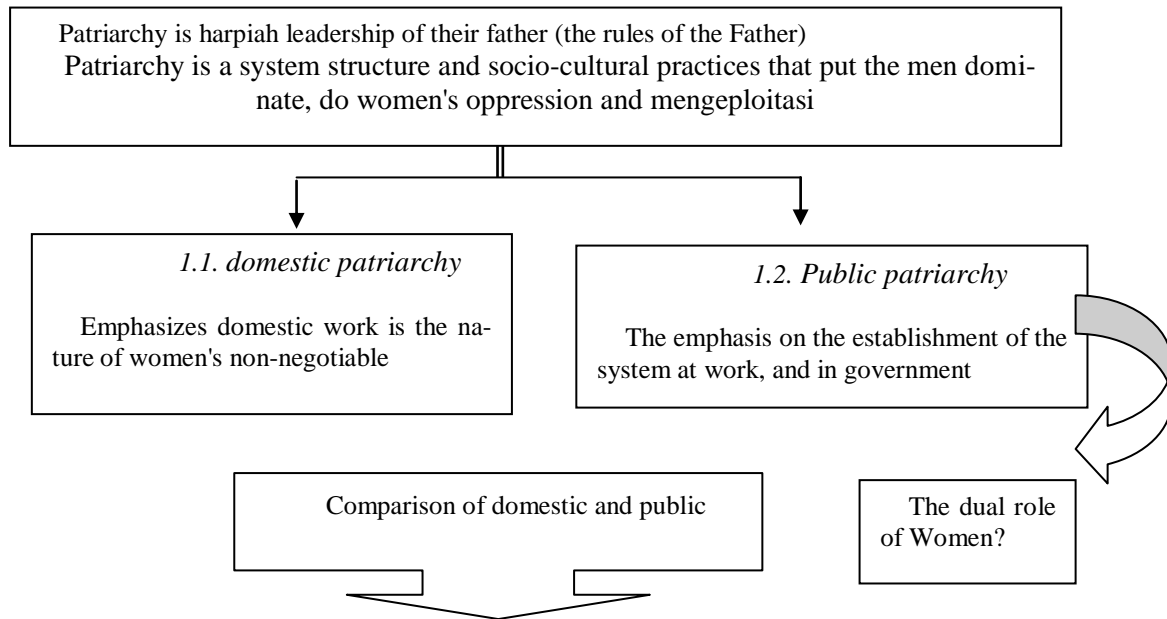 Patriarchy is harpiah leadership of their father (the rules of the Father)
Patriarchy is a system structure and socio-cultural practices that put the men domi-
nate, do women's oppression and mengeploitasi
1.1. domestic patriarchy
Emphasizes domestic work is the na-
ture of women's non-negotiable
1.2. Public patriarchy
The emphasis on the establishment of the
system at work, and in government
Comparison of domestic and public
The dual role
of Women?